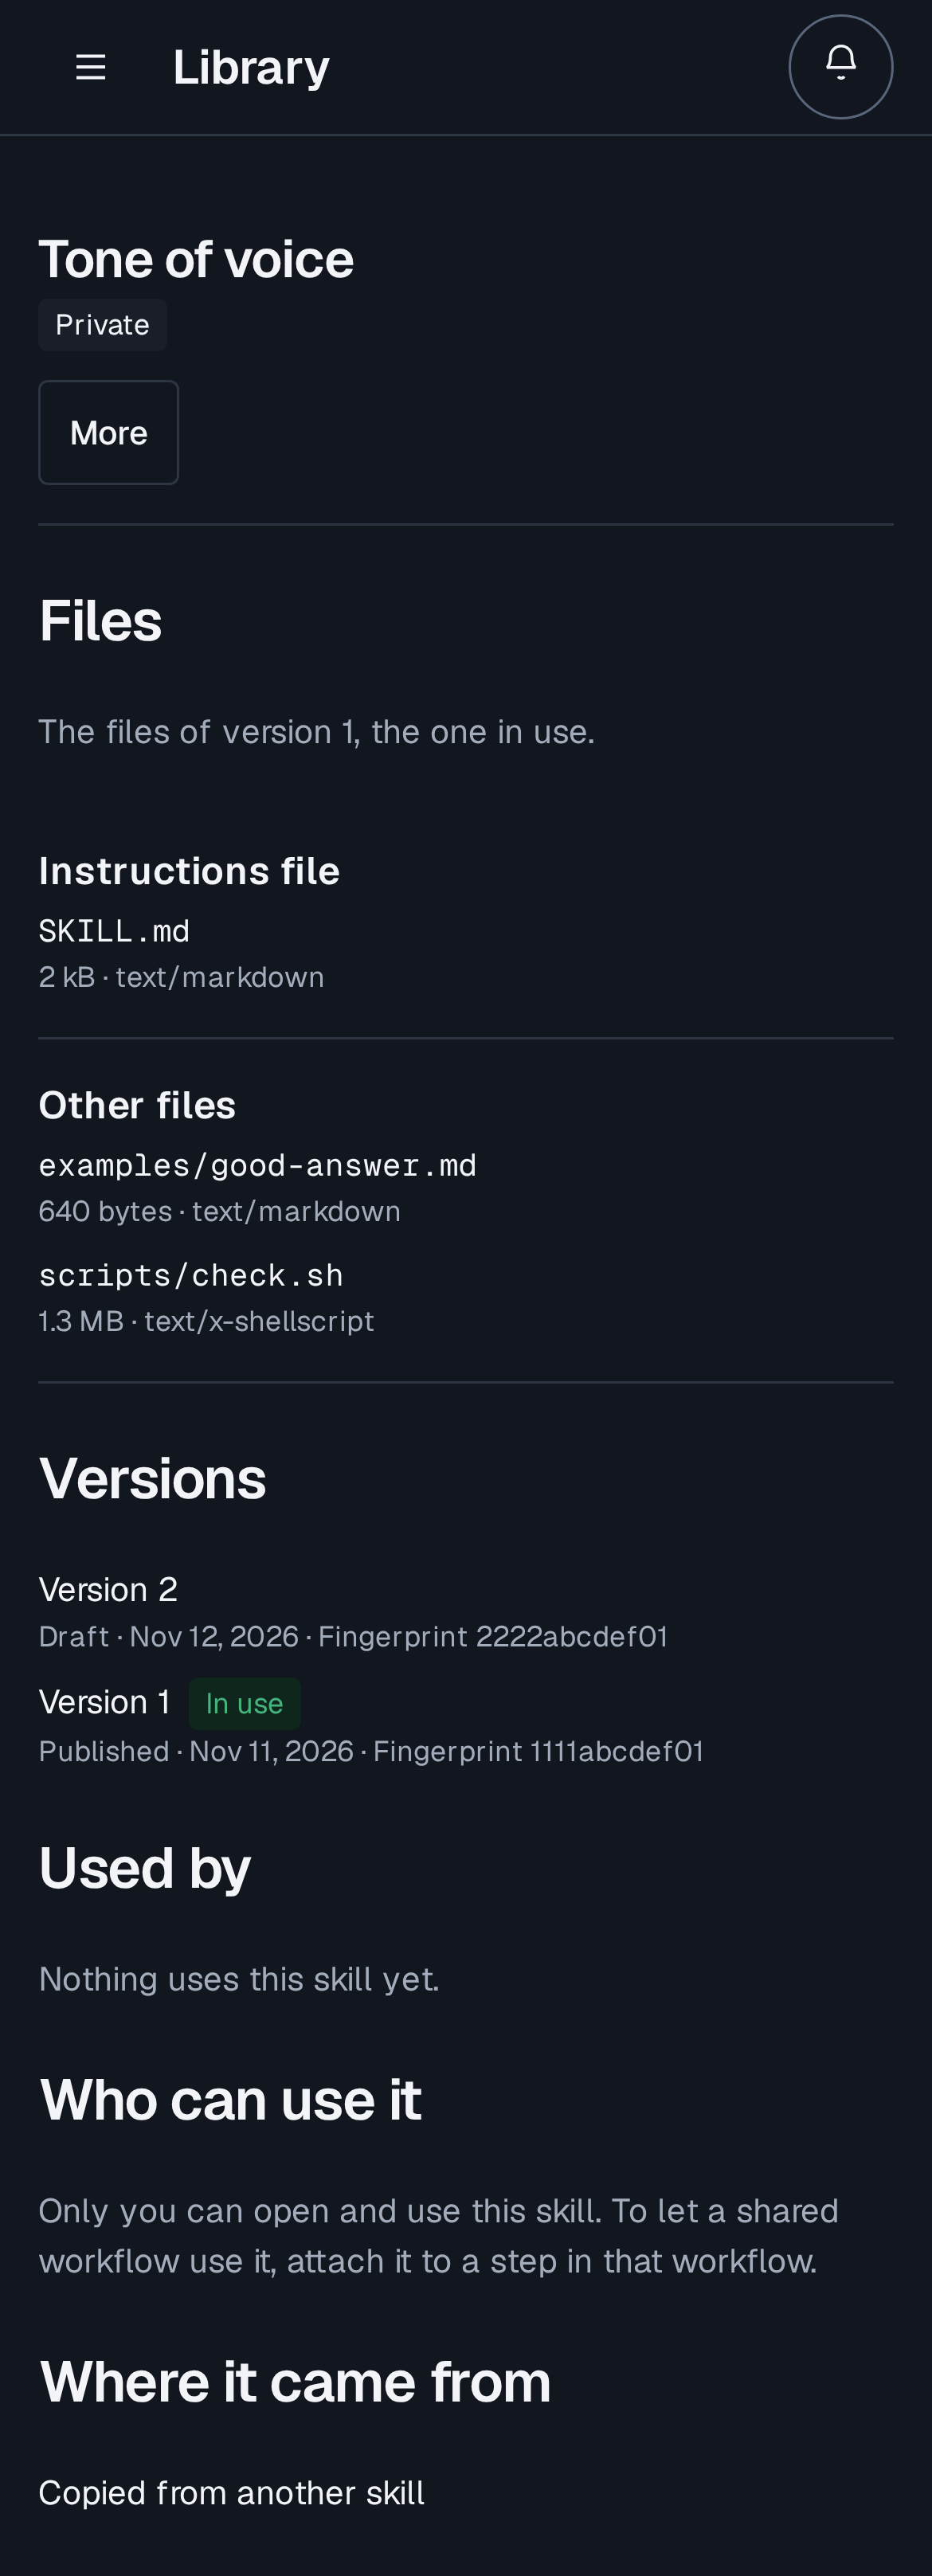 Library
Tone of voice
Private
More
Files
The files of version 1, the one in use.
Instructions file
SKILL.md
2 kB · text/markdown
Other files
examples/good-answer.md
640 bytes · text/markdown
scripts/check.sh
1.3 MB · text/x-shellscript
Versions
Version 2
Draft · Nov 12, 2026 · Fingerprint 2222abcdef01
Version 1 In use
Published · Nov 11, 2026 · Fingerprint 1111abcdef01
Used by
Nothing uses this skill yet.
Who can use it
Only you can open and use this skill. To let a shared
workflow use it, attach it to a step in that workflow.
Where it came from
Copied from another skill